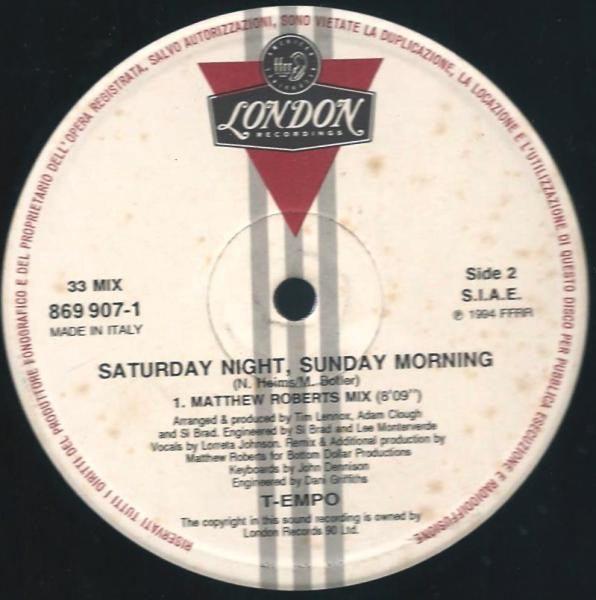 RISERVATI TUTTI I DIRITTI DEL PRODUTTORE FONOGRAFICO E DEL PROPRIETARIO DELL'OPERA REGISTRATA, SALVO AUTORIZZAZIONI, SONO VIETATE LA DUPLICAZIONE, LA LOCAZIONE E L'UTILIZZAZIONE DI QUESTO DISCO PER PUBBLICA ESECUZIONE E RADIODIFFUSIONE.
ffrr
LONDON
RECORDINGS
33 MIX
869 907-1
MADE IN ITALY
Side 2
S.I.A.E.
℗ 1994 FFRR
SATURDAY NIGHT, SUNDAY MORNING
(N. Helms/M. Botler)
1. MATTHEW ROBERTS MIX (8'09")
Arranged & produced by Tim Lennox, Adam Clough
and Si Brad. Engineered by Si Brad and Lee Monterverde
Vocals by Lorreta Johnson. Remix & Additional production by
Matthew Roberts for Bottom Dollar Productions
Keyboards by John Dennison
Engineered by Dani Griffiths
T-EMPO
The copyright in this sound recording is owned by
London Records 90 Ltd.